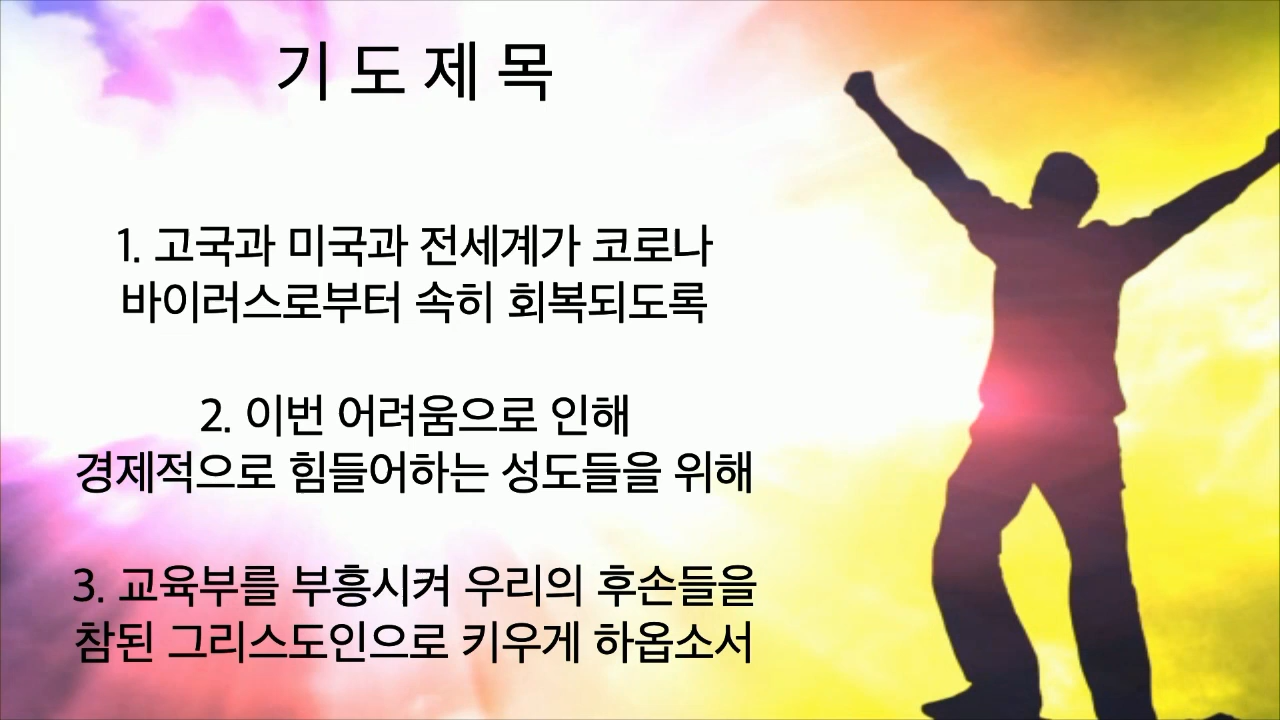 기 도 제 목
1. 고국과 미국과 전세계가 코로나
바이러스로부터 속히 회복되도록
2. 이번 어려움으로 인해
경제적으로 힘들어하는 성도들을 위해
3. 교육부를 부흥시켜 우리의 후손들을
참된 그리스도인으로 키우게 하옵소서